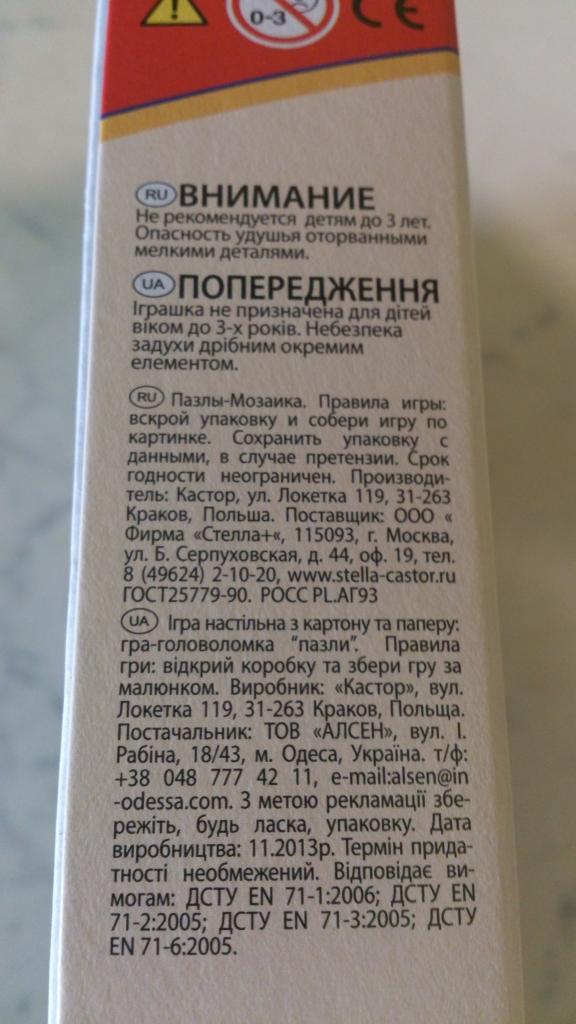 0-3 CE
RU ВНИМАНИЕ
Не рекомендуется детям до 3 лет.
Опасность удушья оторванными
мелкими деталями.
UA ПОПЕРЕДЖЕННЯ
Іграшка не призначена для дітей
віком до 3-х років. Небезпека
задухи дрібним окремим
елементом.
RU Пазлы-Мозаика. Правила игры:
вскрой упаковку и собери игру по
картинке. Сохранить упаковку с
данными, в случае претензии. Срок
годности неограничен. Производи-
тель: Кастор, ул. Локетка 119, 31-263
Краков, Польша. Поставщик: ООО «
Фирма «Стелла+«, 115093, г. Москва,
ул. Б. Серпуховская, д. 44, оф. 19, тел.
8 (49624) 2-10-20, www.stella-castor.ru
ГОСТ25779-90. РОСС PL.АГ93
UA Ігра настільна з картону та паперу:
гра-головоломка "пазли". Правила
гри: відкрий коробку та збери гру за
малюнком. Виробник: «Кастор», вул.
Локетка 119, 31-263 Краков, Польща.
Постачальник: ТОВ «АЛСЕН», вул. І.
Рабіна, 18/43, м. Одеса, Україна. т/ф:
+38 048 777 42 11, e-mail:alsen@in
-odessa.com. З метою рекламації збе-
режіть, будь ласка, упаковку. Дата
виробництва: 11.2013р. Термін прида-
тності необмежений. Відповідає ви-
могам: ДСТУ EN 71-1:2006; ДСТУ EN
71-2:2005; ДСТУ EN 71-3:2005; ДСТУ
EN 71-6:2005.